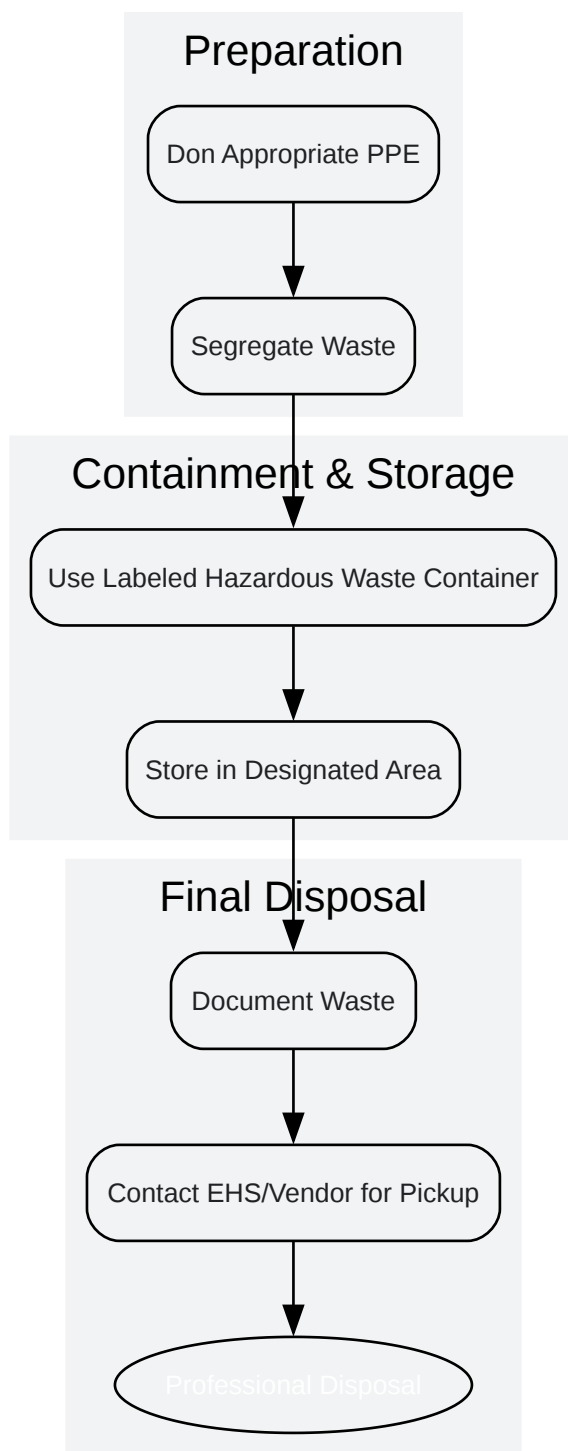 Preparation
Don Appropriate PPE
Segregate Waste
Containment & Storage
Use Labeled Hazardous Waste Container
Store in Designated Area
Final Disposal
Document Waste
Contact EHS/Vendor for Pickup
Professional Disposal